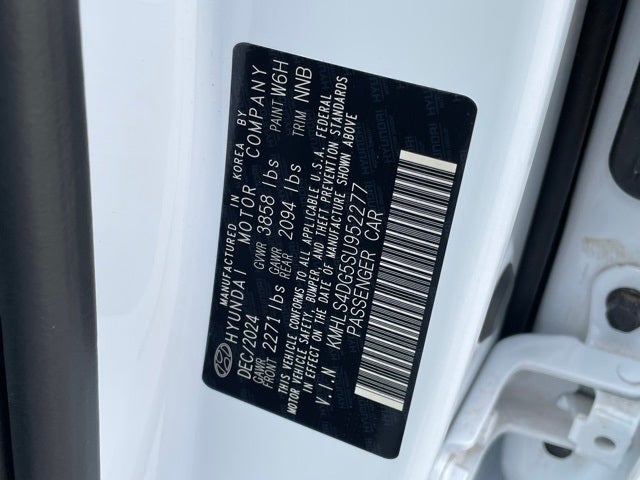 MANUFACTURED IN KOREA BY
HYUNDAI MOTOR COMPANY
DEC/2024 GVWR 3858 lbs PAINT W6H
GAWR FRONT 2271 lbs GAWR REAR 2094 lbs TRIM NNB
THIS VEHICLE CONFORMS TO ALL APPLICABLE U.S.A. FEDERAL
MOTOR VEHICLE SAFETY, BUMPER, AND THEFT PREVENTION STANDARDS
IN EFFECT ON THE DATE OF MANUFACTURE SHOWN ABOVE
V.I.N KMHLS4DG5SU952277
PASSENGER CAR